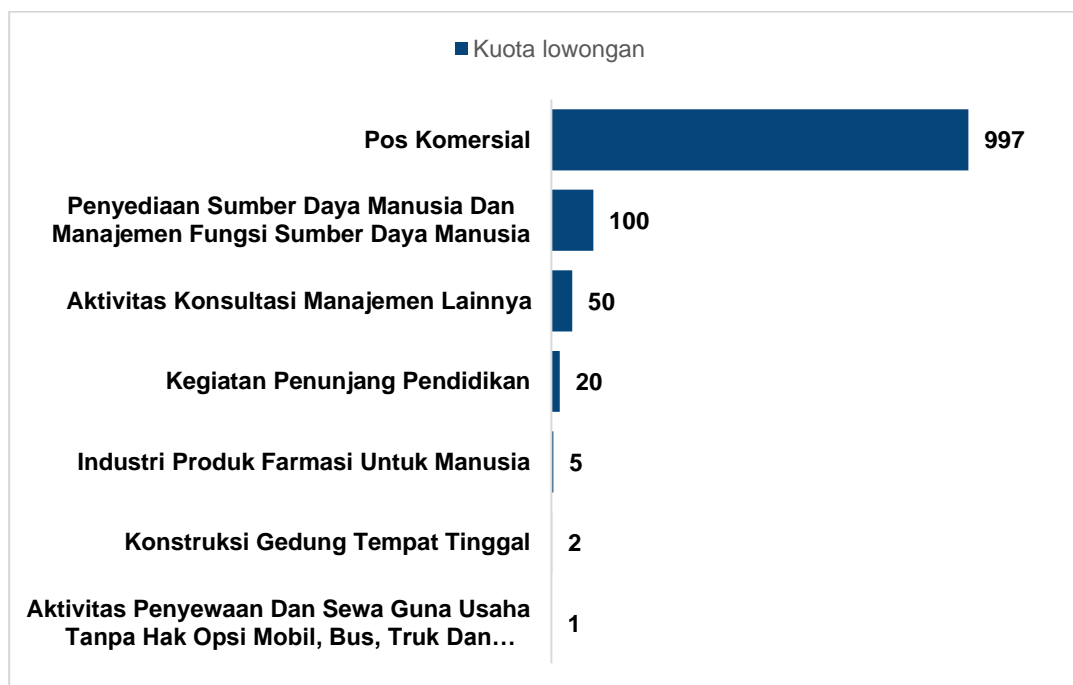 Kuota lowongan
Pos Komersial
997
Penyediaan Sumber Daya Manusia Dan
Manajemen Fungsi Sumber Daya Manusia
100
Aktivitas Konsultasi Manajemen Lainnya
50
Kegiatan Penunjang Pendidikan
20
Industri Produk Farmasi Untuk Manusia
5
Konstruksi Gedung Tempat Tinggal
2
Aktivitas Penyewaan Dan Sewa Guna Usaha
Tanpa Hak Opsi Mobil, Bus, Truk Dan…
1